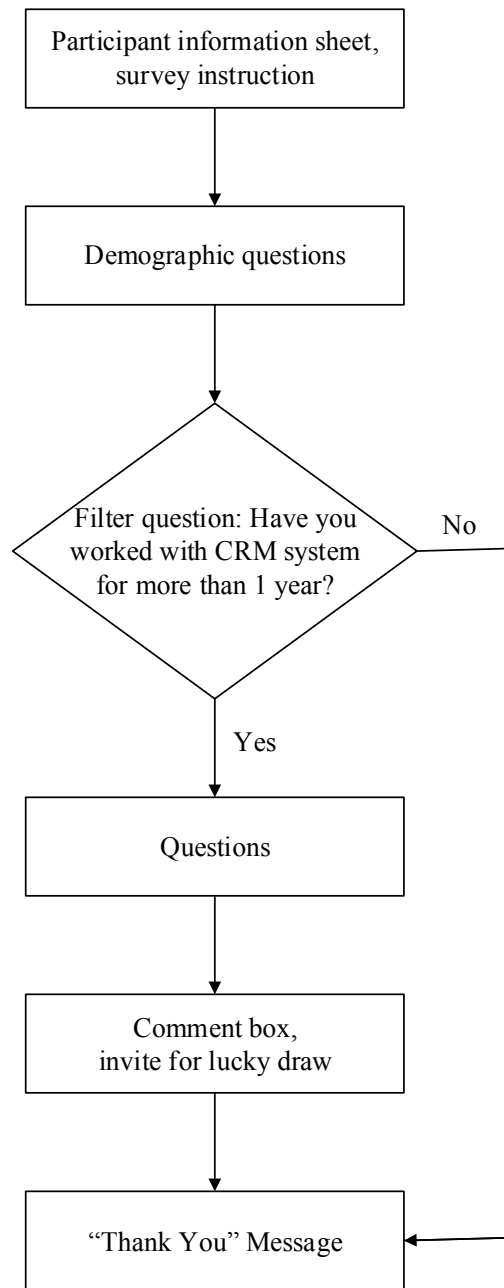 Participant information sheet,
survey instruction
Demographic questions
Filter question: Have you
worked with CRM system
for more than 1 year?
No
Yes
Questions
Comment box,
invite for lucky draw
“Thank You” Message